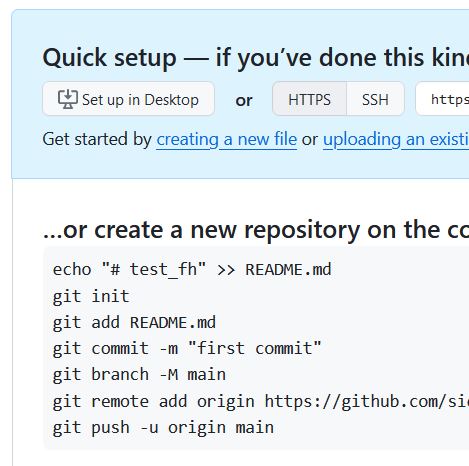 Quick setup — if you’ve done this kind
Set up in Desktop or HTTPS SSH https
Get started by creating a new file or uploading an existi
...or create a new repository on the co
echo "# test_fh" >> README.md
git init
git add README.md
git commit -m "first commit"
git branch -M main
git remote add origin https://github.com/sid
git push -u origin main